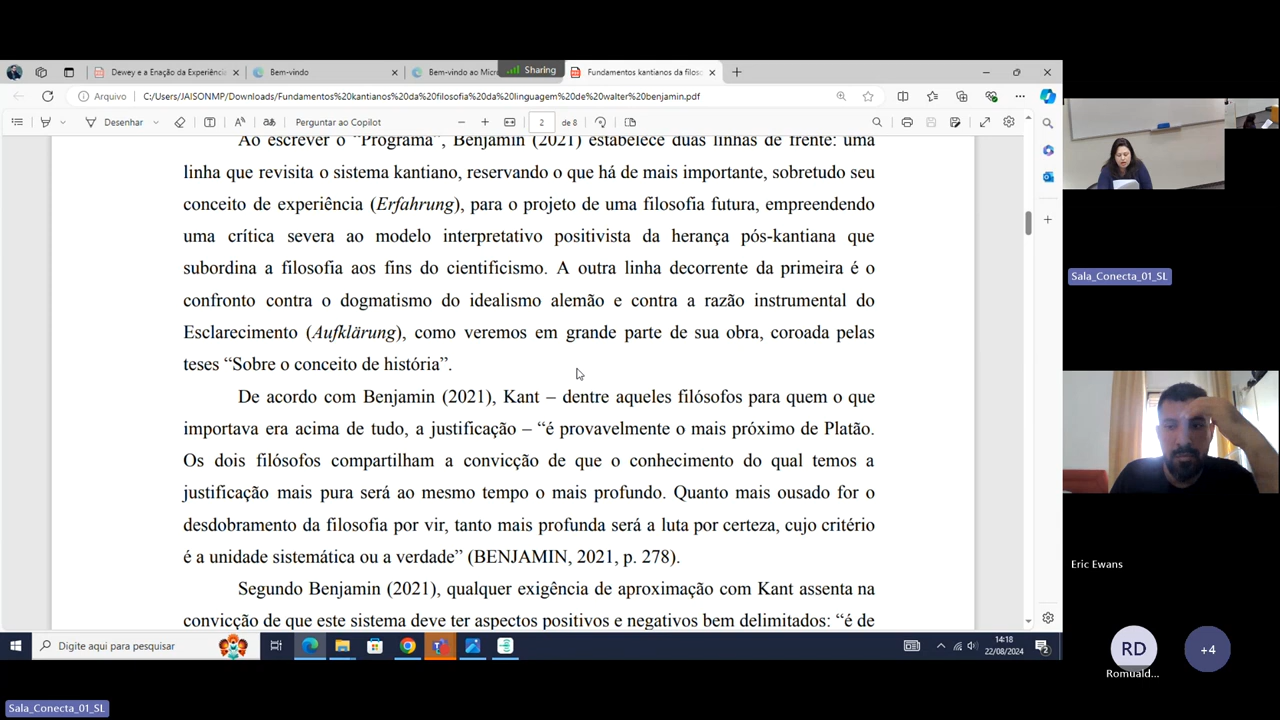 Dewey e a Enação da Experiênci
Bem-vindo
Bem-vindo ao Micr
Sharing
Fundamentos kantianos da filoso
Arquivo
C:/Users/JAISONMP/Downloads/Fundamentos%20kantianos%20da%20filosofia%20da%20linguagem%20de%20walter%20benjamin.pdf
Desenhar
aあ
Perguntar ao Copilot
2
de 8
Ao escrever o “Programa”, Benjamin (2021) estabelece duas linhas de frente: uma
linha que revisita o sistema kantiano, reservando o que há de mais importante, sobretudo seu
conceito de experiência (Erfahrung), para o projeto de uma filosofia futura, empreendendo
uma crítica severa ao modelo interpretativo positivista da herança pós-kantiana que
subordina a filosofia aos fins do cientificismo. A outra linha decorrente da primeira é o
confronto contra o dogmatismo do idealismo alemão e contra a razão instrumental do
Esclarecimento (Aufklärung), como veremos em grande parte de sua obra, coroada pelas
teses “Sobre o conceito de história”.
De acordo com Benjamin (2021), Kant – dentre aqueles filósofos para quem o que
importava era acima de tudo, a justificação – “é provavelmente o mais próximo de Platão.
Os dois filósofos compartilham a convicção de que o conhecimento do qual temos a
justificação mais pura será ao mesmo tempo o mais profundo. Quanto mais ousado for o
desdobramento da filosofia por vir, tanto mais profunda será a luta por certeza, cujo critério
é a unidade sistemática ou a verdade” (BENJAMIN, 2021, p. 278).
Segundo Benjamin (2021), qualquer exigência de aproximação com Kant assenta na
convicção de que este sistema deve ter aspectos positivos e negativos bem delimitados: “é de
Digite aqui para pesquisar
14:18
22/08/2024
2
Sala_Conecta_01_SL
Eric Ewans
RD
Romuald...
+4
Sala_Conecta_01_SL